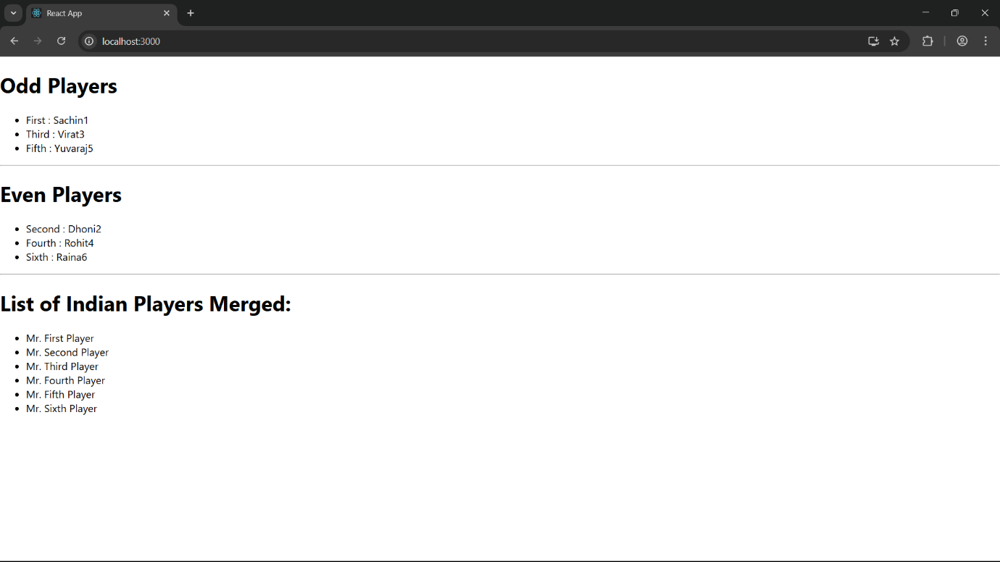 React App
localhost:3000
Odd Players
First : Sachin1
Third : Virat3
Fifth : Yuvaraj5
Even Players
Second : Dhoni2
Fourth : Rohit4
Sixth : Raina6
List of Indian Players Merged:
Mr. First Player
Mr. Second Player
Mr. Third Player
Mr. Fourth Player
Mr. Fifth Player
Mr. Sixth Player